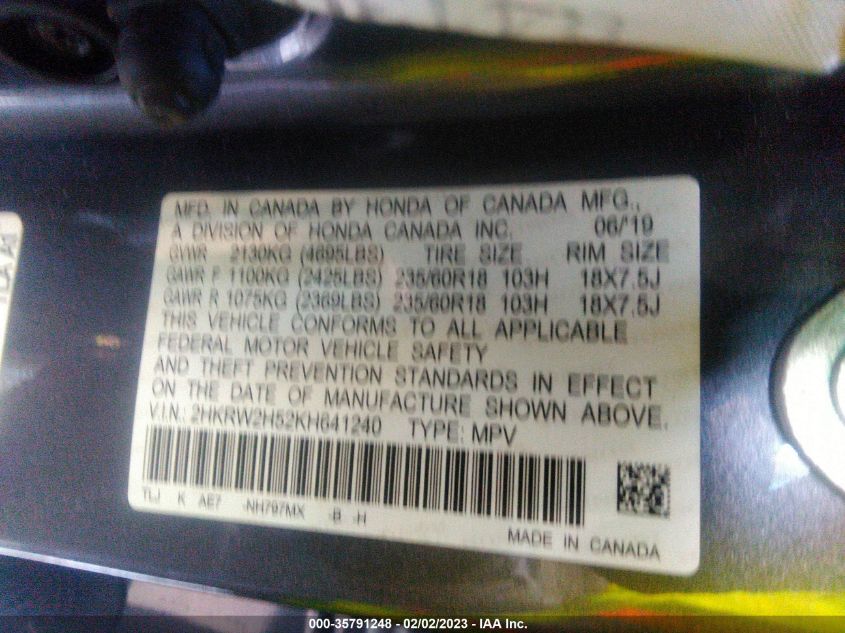 MFD. IN CANADA BY HONDA OF CANADA MFG.,
A DIVISION OF HONDA CANADA INC. 06/'19
GVWR 2130KG (4695LBS) TIRE SIZE RIM SIZE
GAWR F 1100KG (2425LBS) 235/60R18 103H 18X7.5J
GAWR R 1075KG (2369LBS) 235/60R18 103H 18X7.5J
THIS VEHICLE CONFORMS TO ALL APPLICABLE
FEDERAL MOTOR VEHICLE SAFETY
AND THEFT PREVENTION STANDARDS IN EFFECT
ON THE DATE OF MANUFACTURE SHOWN ABOVE.
V.I.N.: 2HKRW2H52KH641240 TYPE: MPV
TLJ K AE7 -NH797MX -B -H
MADE IN CANADA
000-35791248 - 02/02/2023 - IAA Inc.